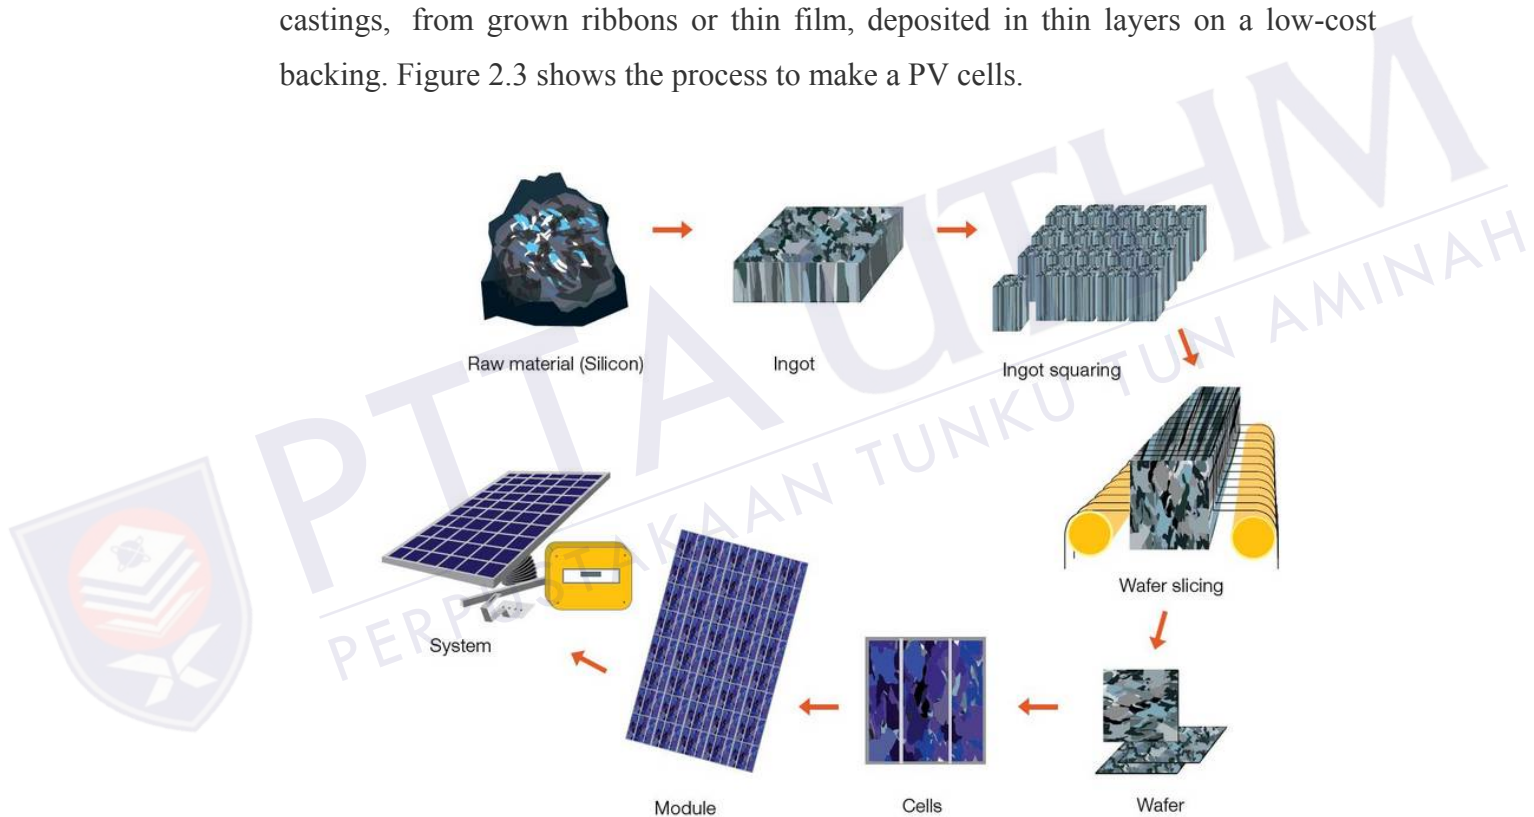 castings, from grown ribbons or thin film, deposited in thin layers on a low-cost
backing. Figure 2.3 shows the process to make a PV cells.
Raw material (Silicon)
Ingot
Ingot squaring
Wafer slicing
Wafer
Cells
Module
System
PTTA UTHM
PERPUSTAKAAN TUNKU TUN AMINAH